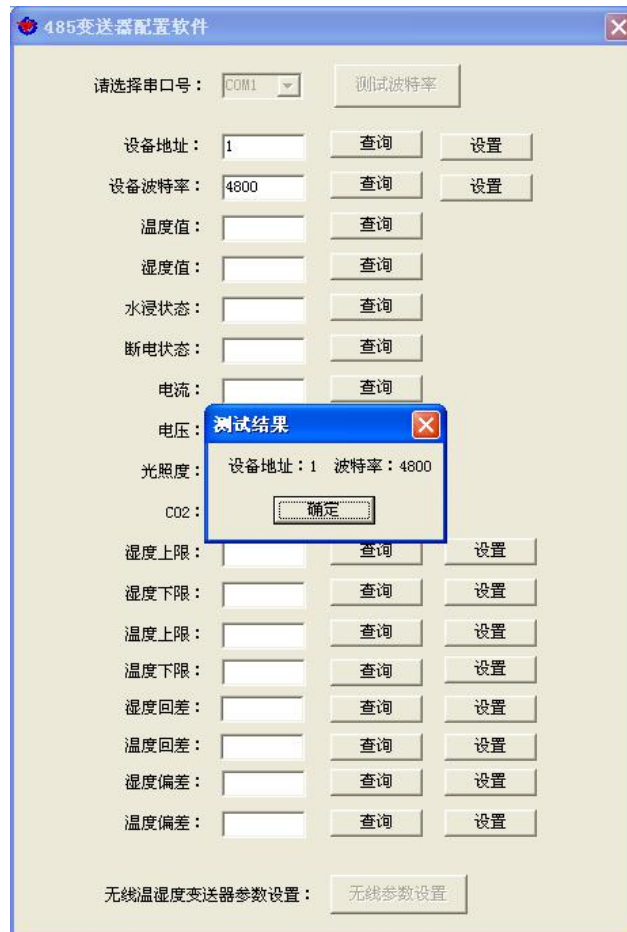 485变送器配置软件
请选择串口号： COM1 测试波特率
设备地址： 1 查询 设置
设备波特率： 4800 查询 设置
温度值： 查询
湿度值： 查询
水浸状态： 查询
断电状态： 查询
电流： 查询
电压：
测试结果
光照度：
设备地址：1 波特率：4800
CO2：
确定
湿度上限： 查询 设置
湿度下限： 查询 设置
温度上限： 查询 设置
温度下限： 查询 设置
湿度回差： 查询 设置
温度回差： 查询 设置
湿度偏差： 查询 设置
温度偏差： 查询 设置
无线温湿度变送器参数设置： 无线参数设置